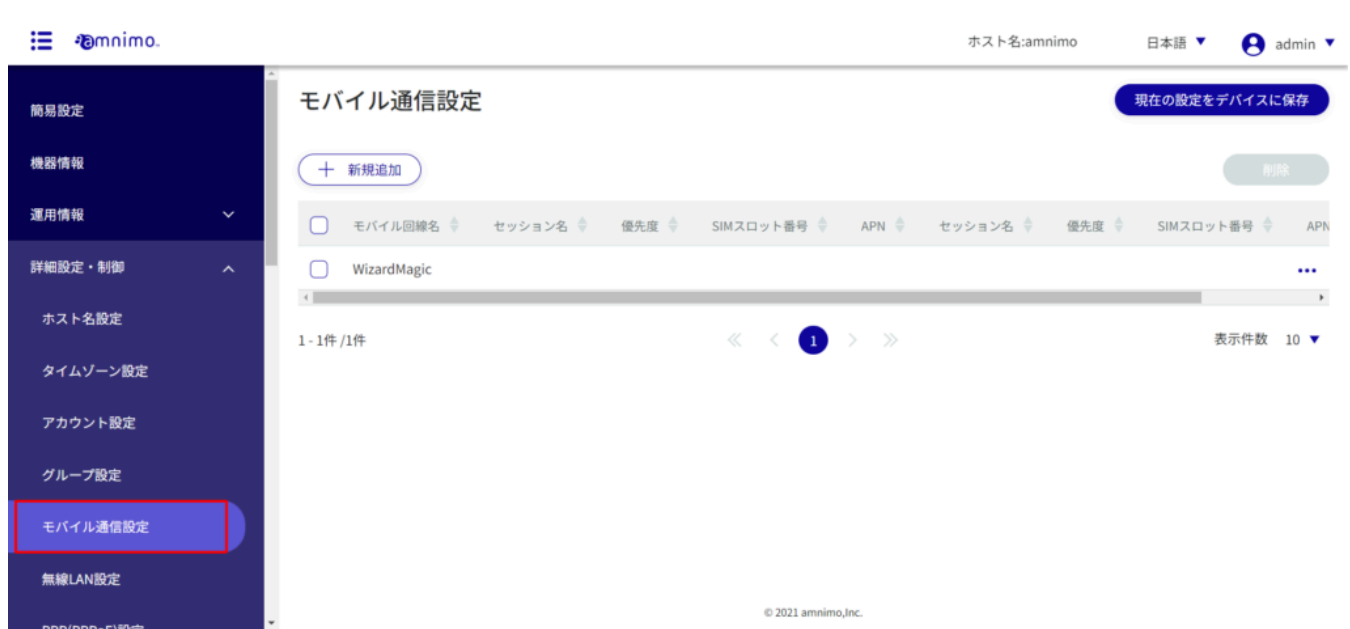 amnimo.
ホスト名:amnimo
日本語
admin
簡易設定
機器情報
運用情報
詳細設定・制御
ホスト名設定
タイムゾーン設定
アカウント設定
グループ設定
モバイル通信設定
無線LAN設定
モバイル通信設定
現在の設定をデバイスに保存
新規追加
削除
モバイル回線名 セッション名 優先度 SIMスロット番号 APN セッション名 優先度 SIMスロット番号 APN
WizardMagic
1 - 1件 /1件
1
表示件数 10
© 2021 amnimo,Inc.